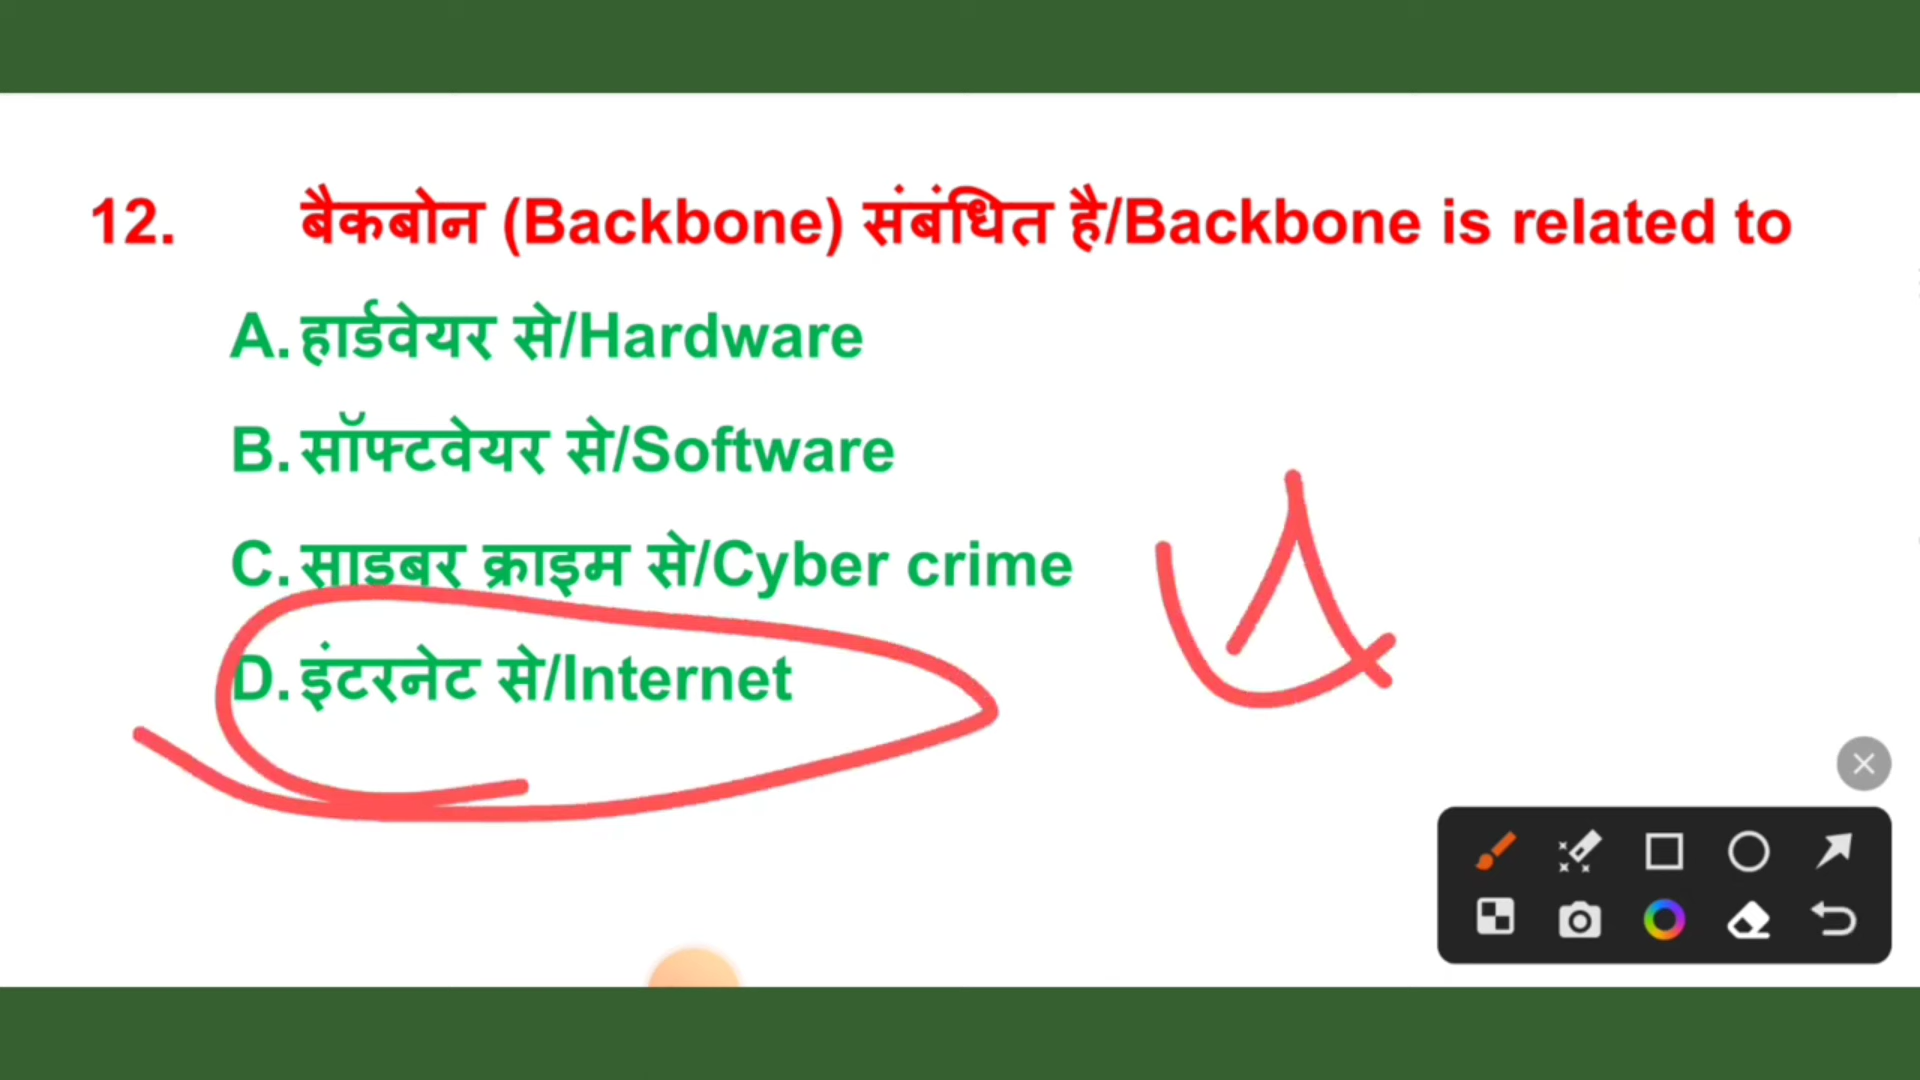 12. बैकबोन (Backbone) संबंधित है/Backbone is related to
A. हार्डवेयर से/Hardware
B. सॉफ्टवेयर से/Software
C. साइबर क्राइम से/Cyber crime
D. इंटरनेट से/Internet